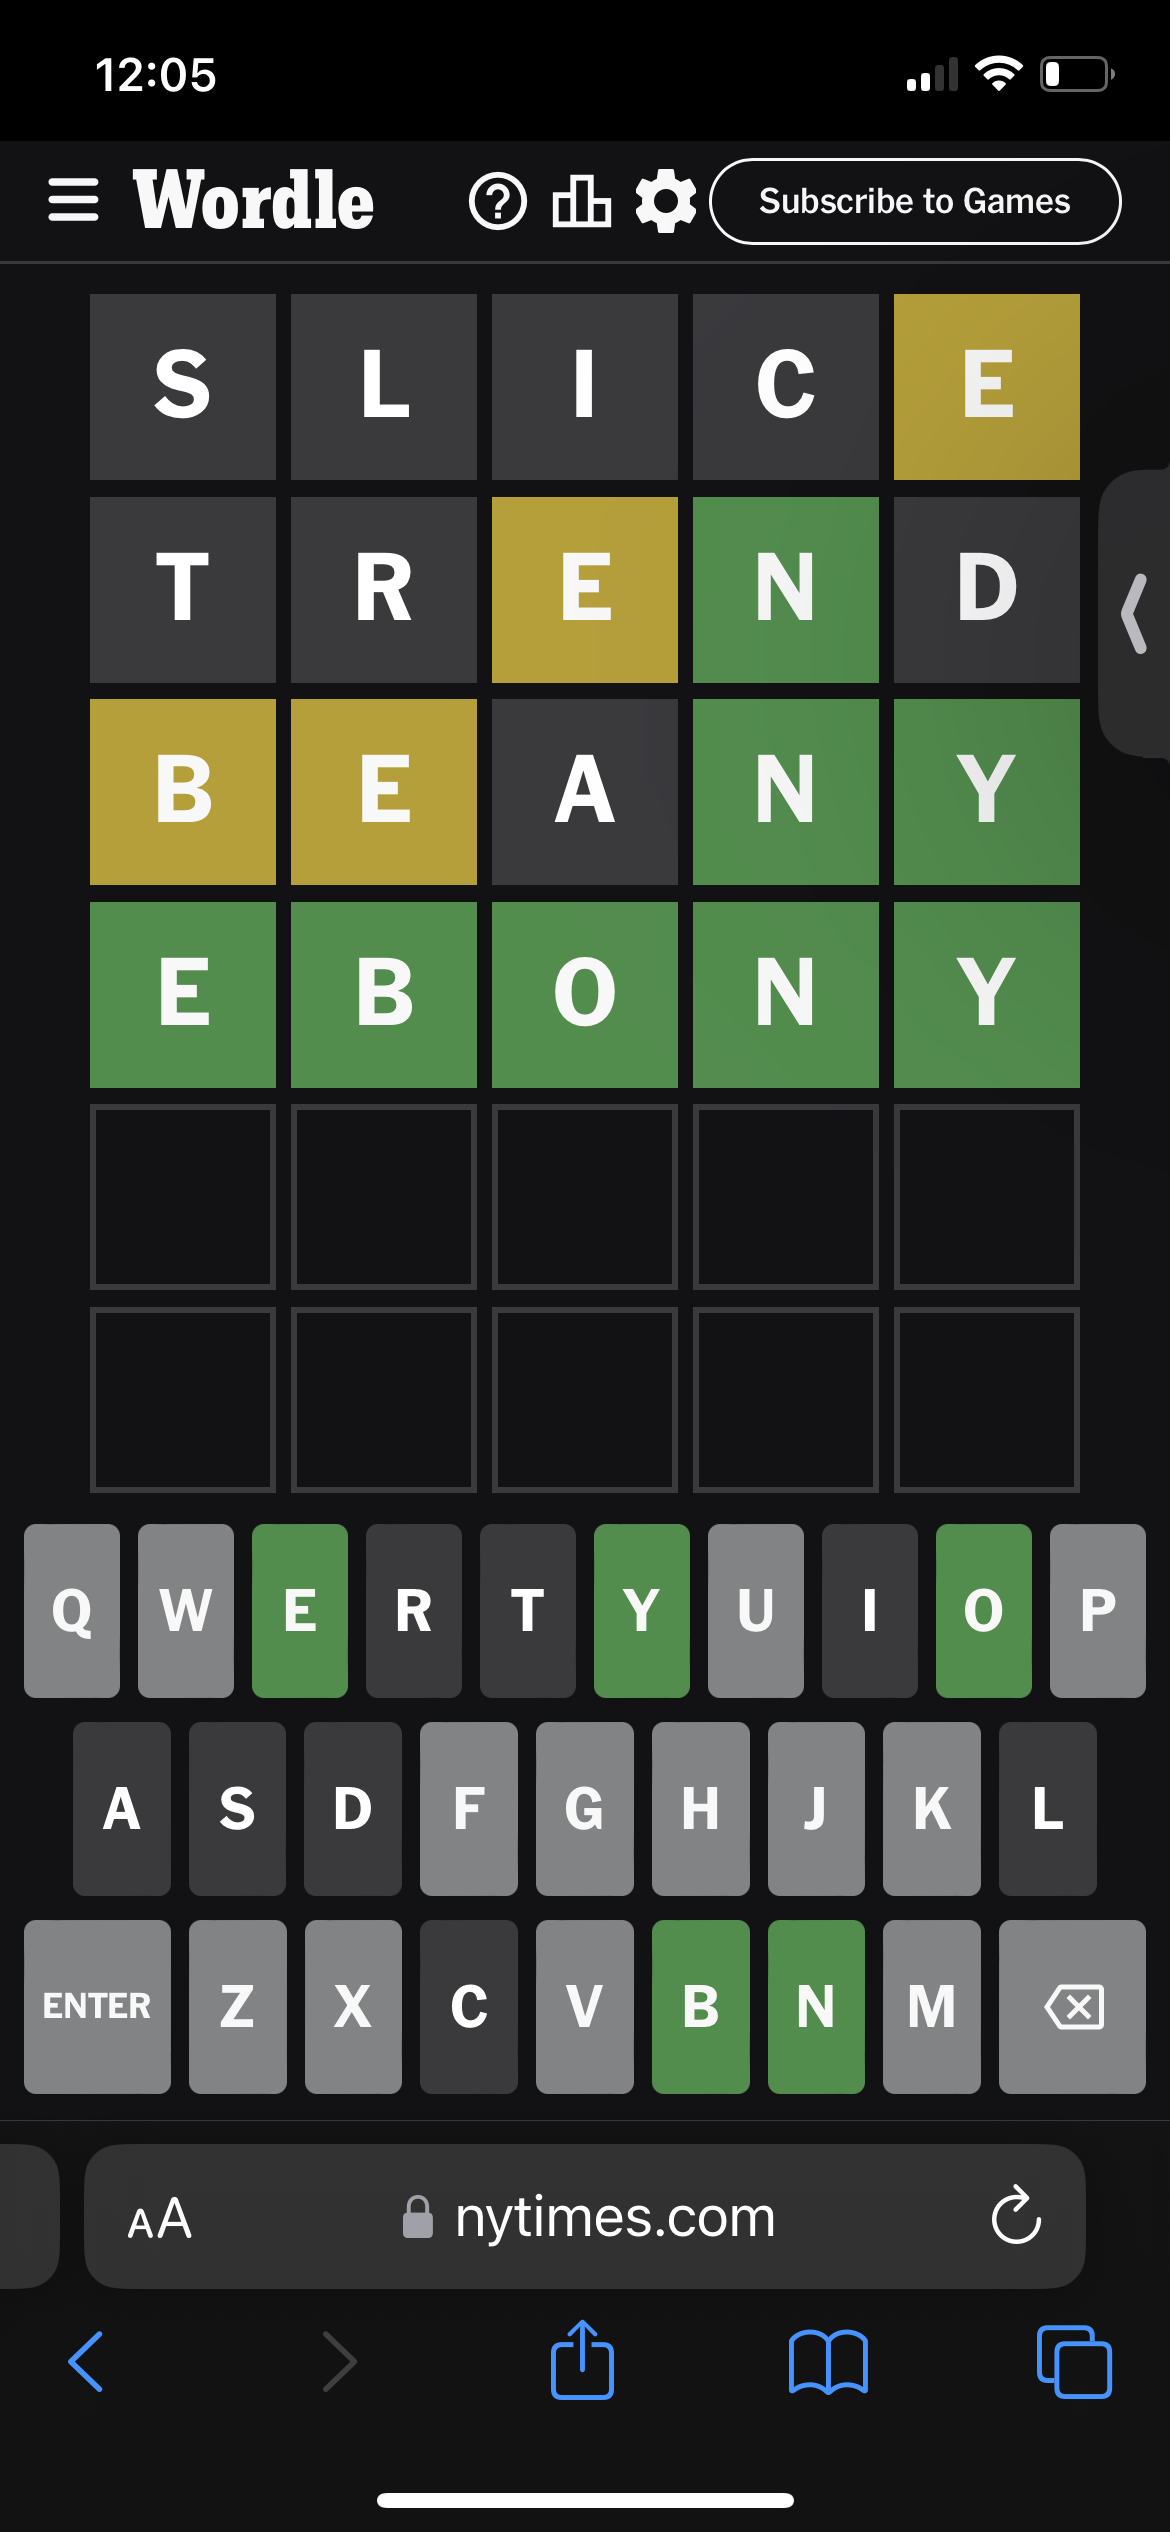 12:05
Wordle ? Subscribe to Games
S L I C E
T R E N D
B E A N Y
E B O N Y
Q W E R T Y U I O P
A S D F G H J K L
ENTER Z X C V B N M
AA nytimes.com